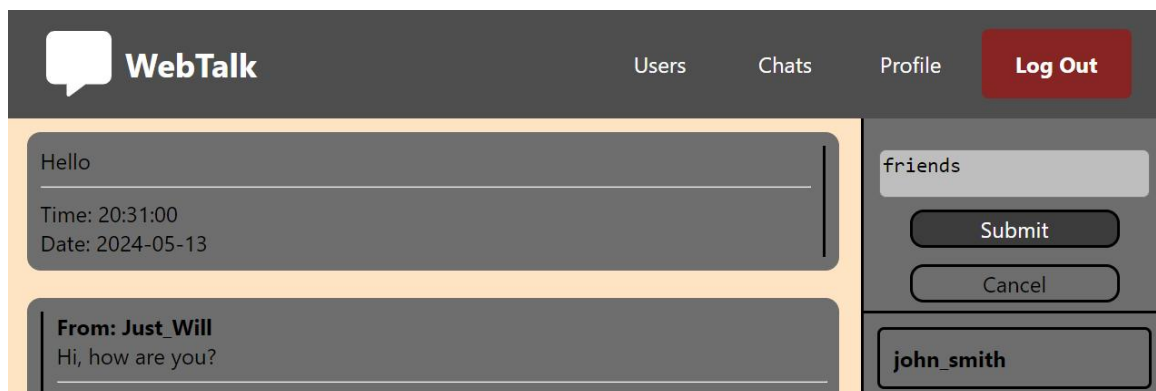 WebTalk
Users
Chats
Profile
Log Out
Hello
Time: 20:31:00
Date: 2024-05-13
From: Just_Will
Hi, how are you?
friends
Submit
Cancel
john_smith